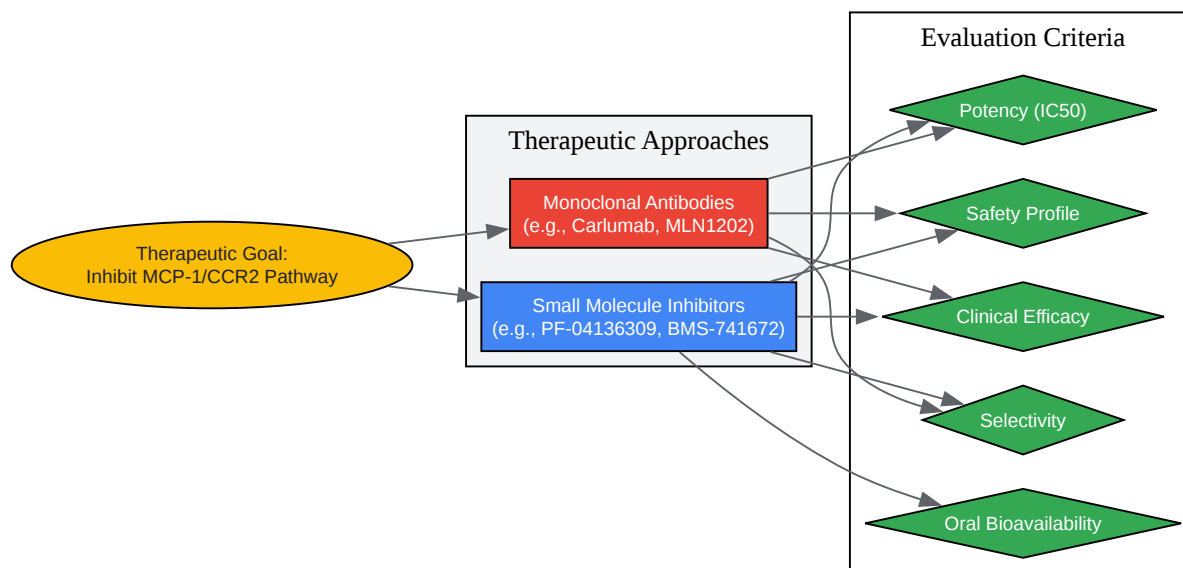 Evaluation Criteria
Potency (IC50)
Therapeutic Approaches
Monoclonal Antibodies
(e.g., Carlumab, MLN1202)
Safety Profile
Therapeutic Goal:
Inhibit MCP-1/CCR2 Pathway
Small Molecule Inhibitors
(e.g., PF-04136309, BMS-741672)
Clinical Efficacy
Selectivity
Oral Bioavailability